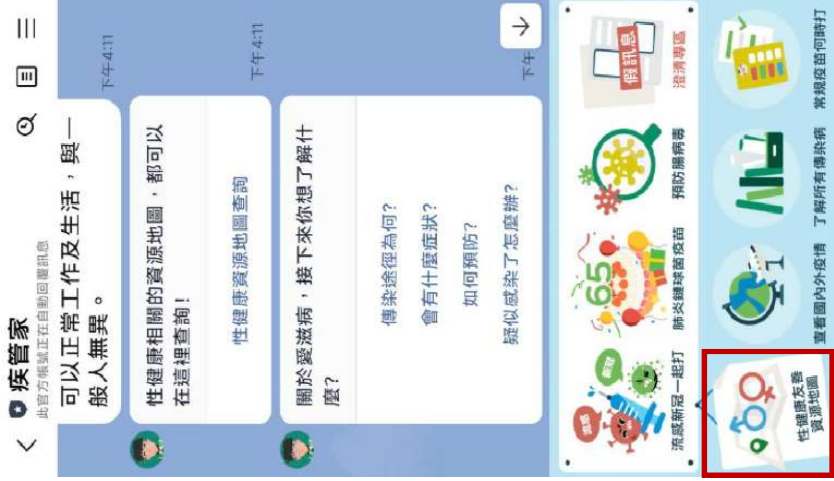 疾管家
此官方帳號正在自動回覆訊息
可以正常工作及生活，與一
般人無異。
下午4:11
性健康相關的資源地圖，都可以
在這裡查詢！
性健康資源地圖查詢
下午4:11
關於愛滋病，接下來你想了解什
麼？
傳染途徑為何？
會有什麼症狀？
如何預防？
疑似感染了怎麼辦？
下午
流感
新冠
流感新冠一起打
65
肺炎鏈球菌疫苗
預防腸病毒
假訊息
澄清專區
性健康友善
資源地圖
查看國內外疫情
了解所有傳染病
常規疫苗何時打